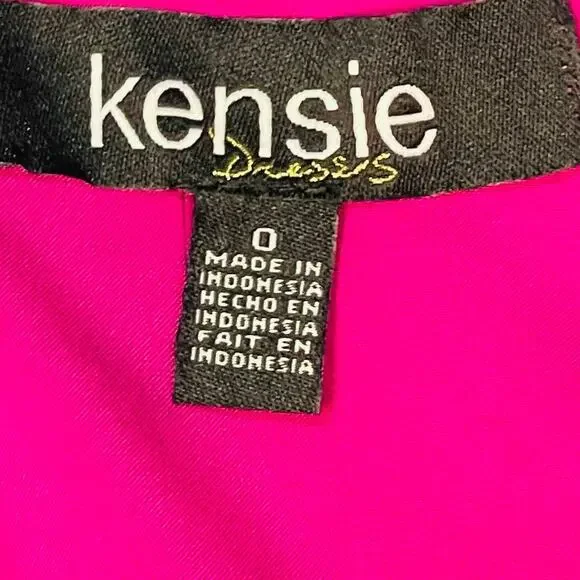 kensie
Dresses
0
MADE IN
INDONESIA
HECHO EN
INDONESIA
FAIT EN
INDONESIA